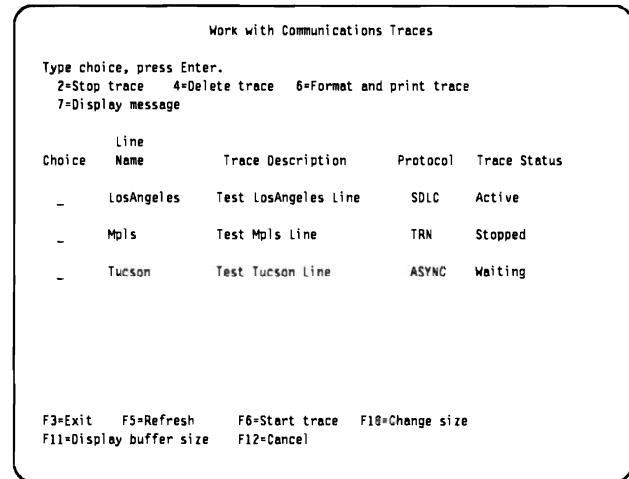 Work with Communications Traces
Type choice, press Enter.
2=Stop trace 4=Delete trace 6=Format and print trace
7=Display message
Line
Choice Name Trace Description Protocol Trace Status
_ LosAngeles Test LosAngeles Line SDLC Active
_ Mpls Test Mpls Line TRN Stopped
_ Tucson Test Tucson Line ASYNC Waiting
F3=Exit F5=Refresh F6=Start trace F10=Change size
F11=Display buffer size F12=Cancel